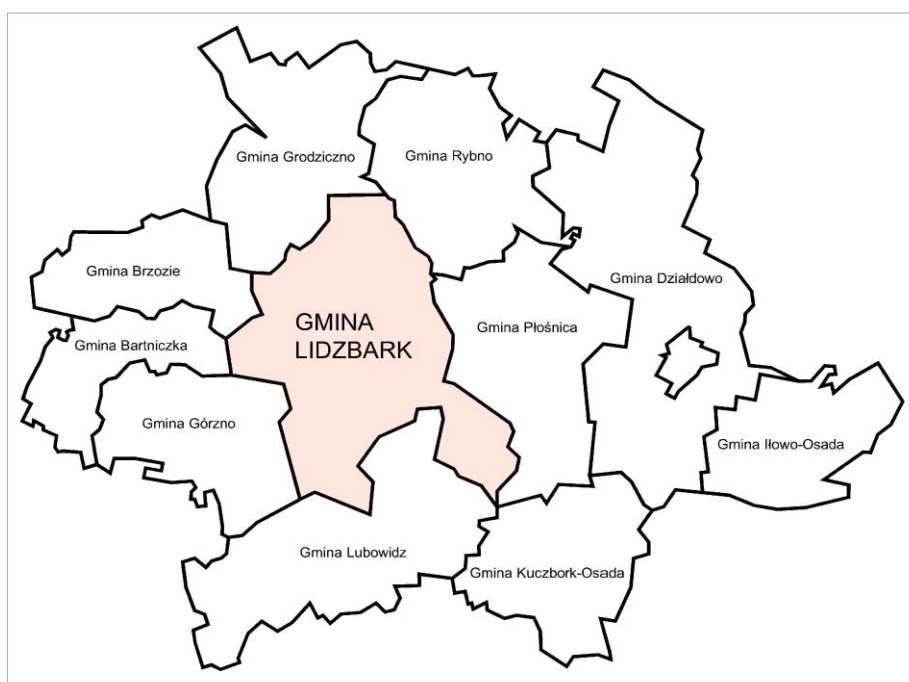 Gmina Grodziczno
Gmina Rybno
Gmina Brzozie
Gmina Działdowo
GMINA
LIDZBARK
Gmina Płośnica
Gmina Bartniczka
Gmina Górzno
Gmina Iłowo-Osada
Gmina Lubowidz
Gmina Kuczbork-Osada